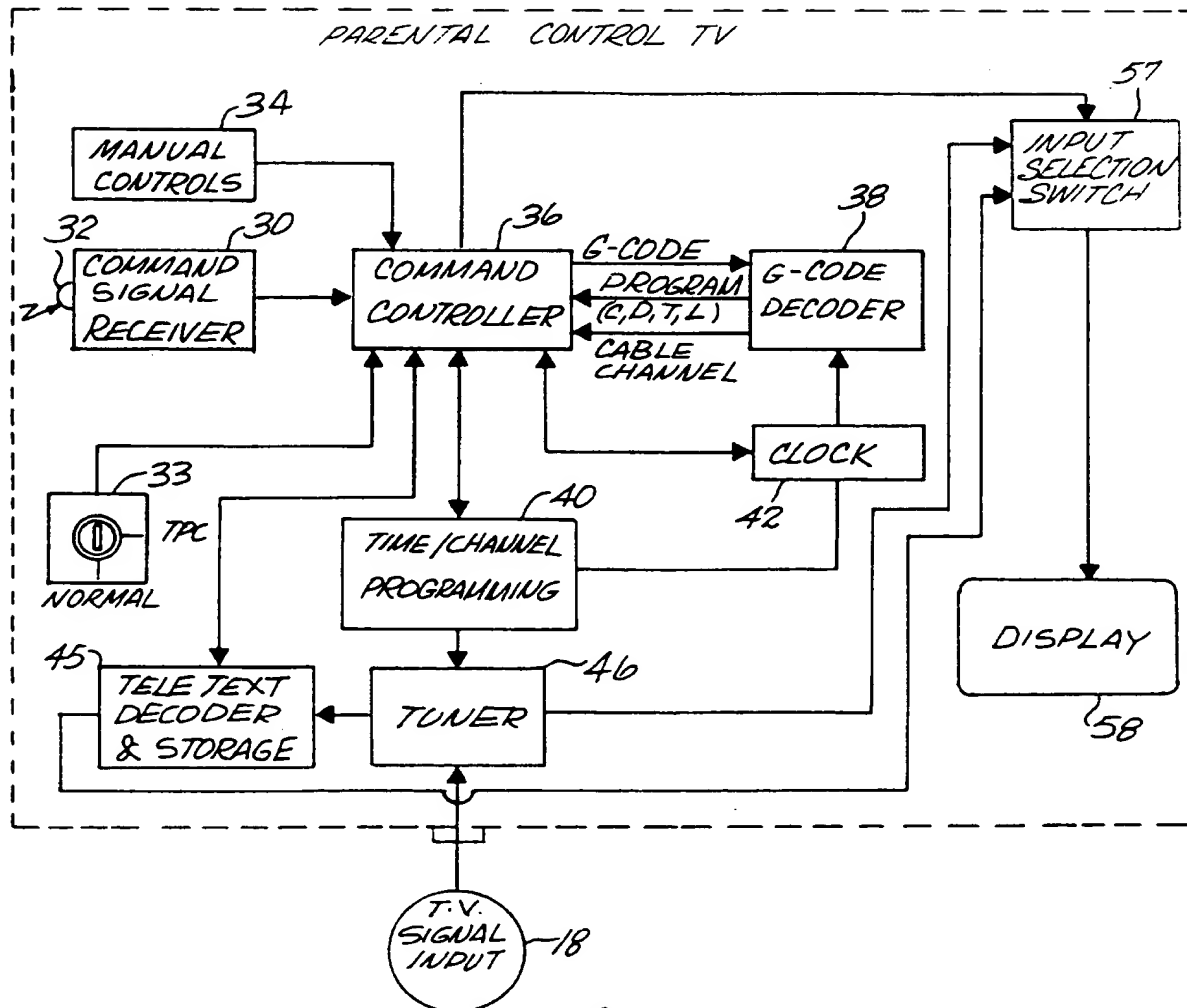 PARENTAL CONTROL TV
57
34
MANUAL
CONTROLS
INPUT
SELECTION
SWITCH
32
30
COMMAND
SIGNAL
RECEIVER
36
COMMAND
CONTROLLER
G-CODE
PROGRAM
(C,D,T,L)
CABLE
CHANNEL
38
G-CODE
DECODER
CLOCK
42
33
TPC
NORMAL
40
TIME/CHANNEL
PROGRAMMING
DISPLAY
58
45
TELE TEXT
DECODER
& STORAGE
46
TUNER
T.V.
SIGNAL
INPUT
18